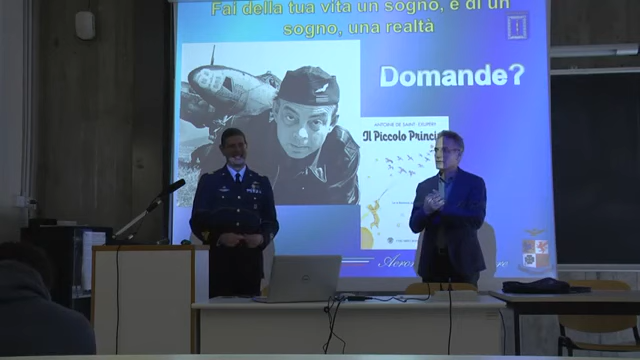 Fai della tua vita un sogno, e di un
sogno, una realtà
Domande?
ANTOINE DE SAINT-EXUPÉRY
Il Piccolo Princi